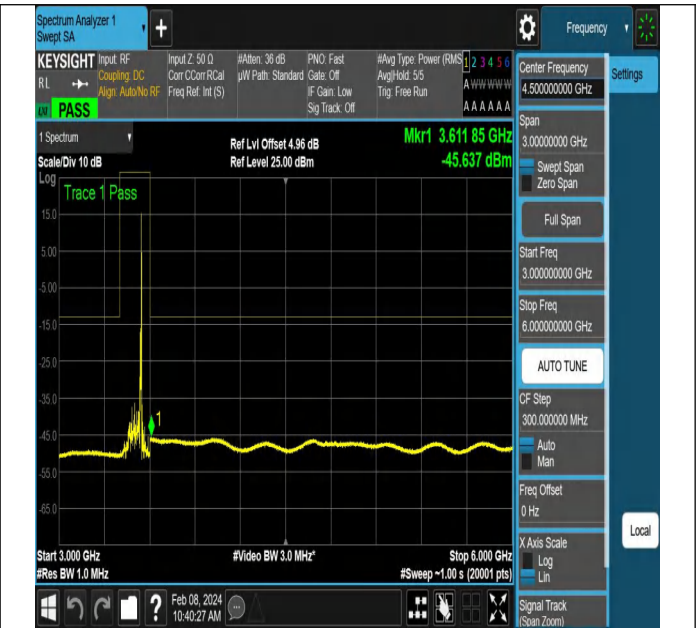 Spectrum Analyzer 1
Swept SA
+
Frequency
KEYSIGHT
RL
PASS
Input: RF
Coupling: DC
Align: Auto/No RF
Input Z: 50 Ω
Corr CCorr RCal
Freq Ref: Int (S)
#Atten: 36 dB
µW Path: Standard
PNO: Fast
Gate: Off
IF Gain: Low
Sig Track: Off
#Avg Type: Power (RMS
Avg|Hold: 5/5
Trig: Free Run
1 2 3 4 5 6
A W W W W W
A A A A A A
1 Spectrum
Scale/Div 10 dB
Log
Ref Lvl Offset 4.96 dB
Ref Level 25.00 dBm
Mkr1 3.611 85 GHz
-45.637 dBm
Trace 1 Pass
15.0
5.00
-5.00
-15.0
-25.0
-35.0
-45.0
-55.0
-65.0
1
Start 3.000 GHz
#Res BW 1.0 MHz
#Video BW 3.0 MHz*
Stop 6.000 GHz
#Sweep ~1.00 s (20001 pts)
?
Feb 08, 2024
10:40:27 AM
Center Frequency
4.500000000 GHz
Settings
Span
3.00000000 GHz
Swept Span
Zero Span
Full Span
Start Freq
3.000000000 GHz
Stop Freq
6.000000000 GHz
AUTO TUNE
CF Step
300.000000 MHz
Auto
Man
Freq Offset
0 Hz
X Axis Scale
Log
Lin
Local
Signal Track
(Span Zoom)